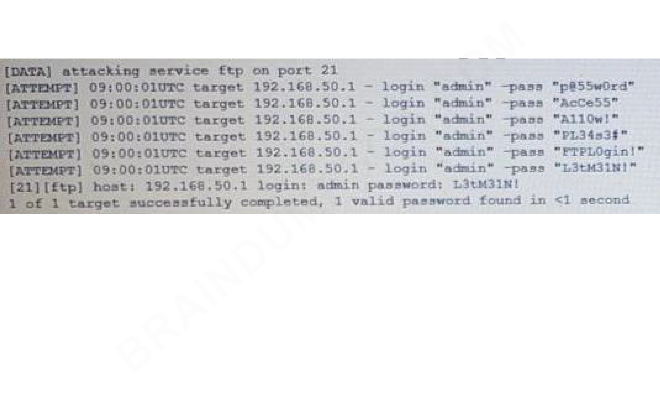 [DATA] attacking service ftp on port 21
[ATTEMPT] 09:00:01UTC target 192.168.50.1 - login "admin" -pass "p@55w0rd"
[ATTEMPT] 09:00:01UTC target 192.168.50.1 - login "admin" -pass "AcCe55"
[ATTEMPT] 09:00:01UTC target 192.168.50.1 - login "admin" -pass "A110w!"
[ATTEMPT] 09:00:01UTC target 192.168.50.1 - login "admin" -pass "PL34s3#"
[ATTEMPT] 09:00:01UTC target 192.168.50.1 - login "admin" -pass "FTPL0gin!"
[ATTEMPT] 09:00:01UTC target 192.168.50.1 - login "admin" -pass "L3tM31N!"
[21][ftp] host: 192.168.50.1 login: admin password: L3tM31N!
1 of 1 target successfully completed, 1 valid password found in <1 second